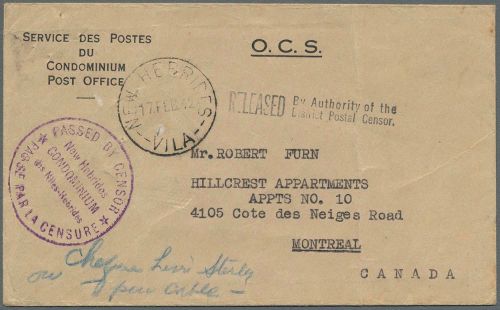 SERVICE DES POSTES
DU
CONDOMINIUM
POST OFFICE
O.C.S.
NEW HEBRIDES
17 FEB 42
VILA
RELEASED By Authority of the
District Postal Censor.
PASSED BY CENSOR
New Hebrides
CONDOMINIUM
des Nlles-Hebrides
PASSE PAR LA CENSURE
Mr. ROBERT FURN
HILLCREST APPARTMENTS
APPTS NO. 10
4105 Cote des Neiges Road
MONTREAL
CANADA